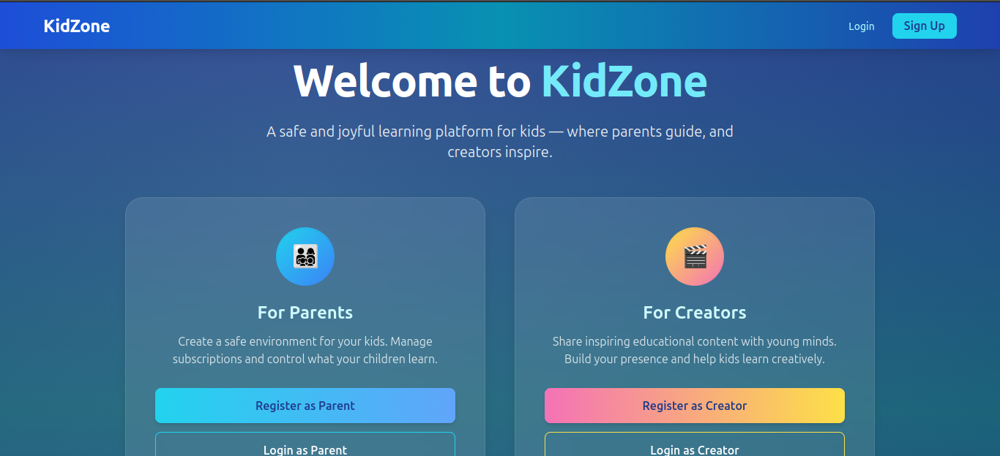 KidZone
Login
Sign Up
Welcome to KidZone
A safe and joyful learning platform for kids — where parents guide, and
creators inspire.
For Parents
Create a safe environment for your kids. Manage
subscriptions and control what your children learn.
Register as Parent
Login as Parent
For Creators
Share inspiring educational content with young minds.
Build your presence and help kids learn creatively.
Register as Creator
Login as Creator